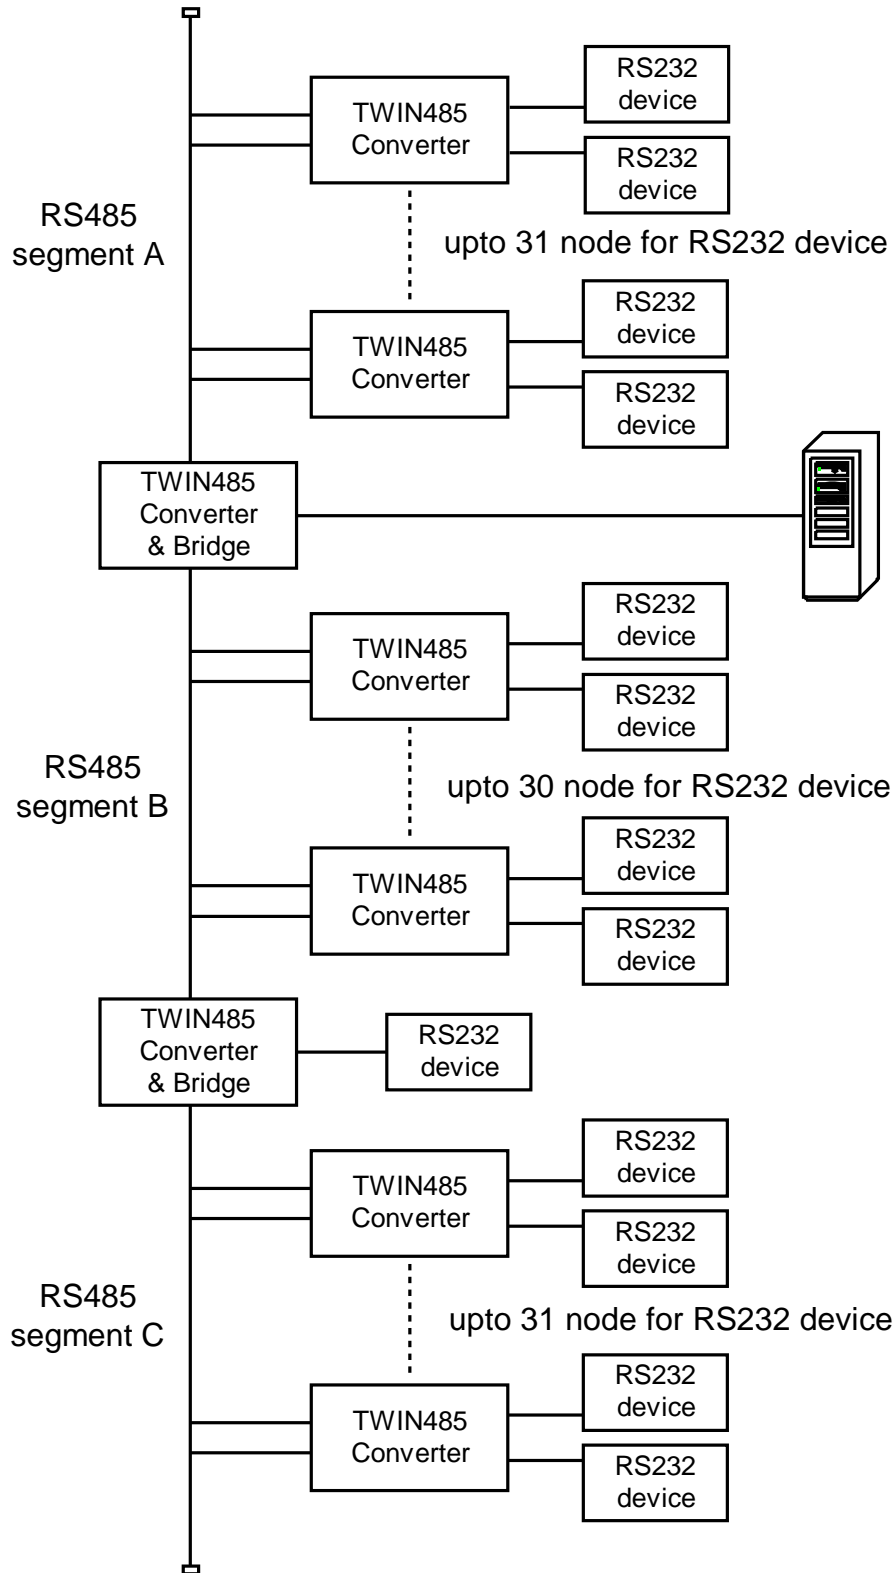 RS232
device
TWIN485
Converter
RS232
device
RS485
segment A
upto 31 node for RS232 device
RS232
device
TWIN485
Converter
RS232
device
TWIN485
Converter
& Bridge
RS232
device
TWIN485
Converter
RS232
device
RS485
segment B
upto 30 node for RS232 device
RS232
device
TWIN485
Converter
RS232
device
TWIN485
Converter
& Bridge
RS232
device
RS232
device
TWIN485
Converter
RS232
device
RS485
segment C
upto 31 node for RS232 device
RS232
device
TWIN485
Converter
RS232
device